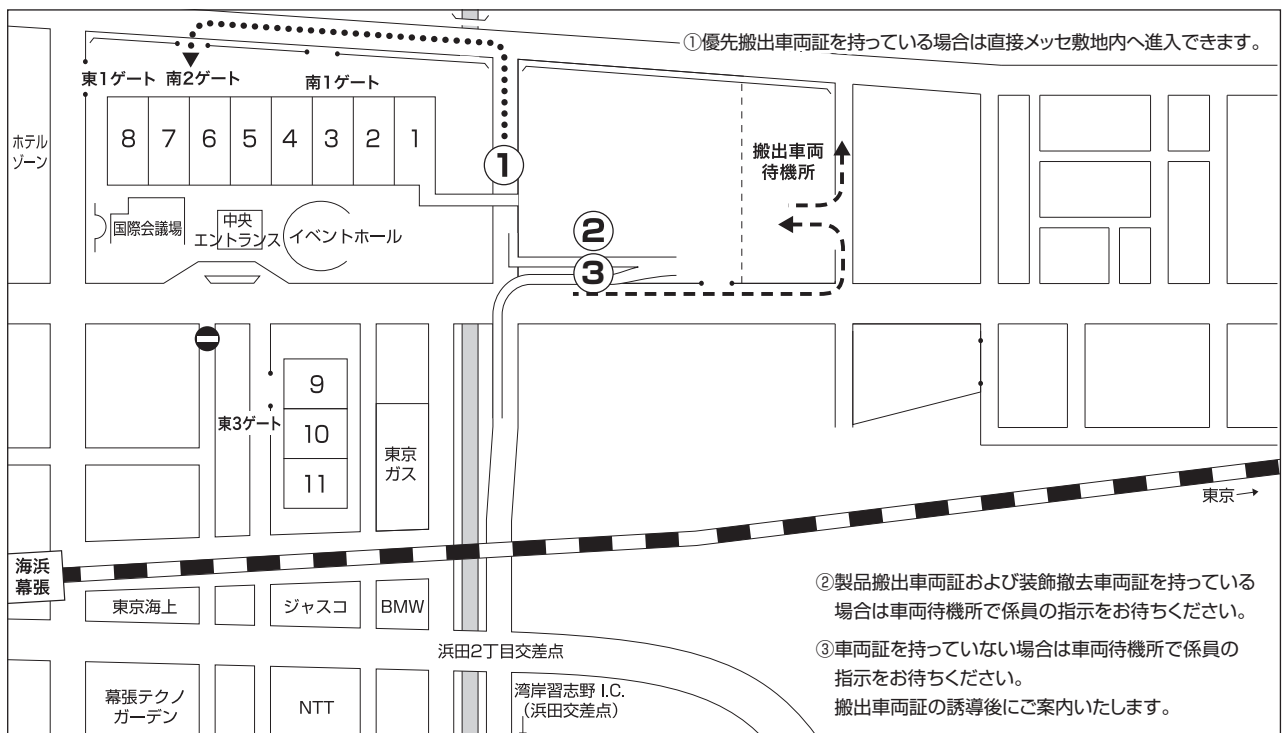 ①優先搬出車両証を持っている場合は直接メッセ敷地内へ進入できます。
東1ゲート 南2ゲート 南1ゲート
ホテル
ゾーン
8 7 6 5 4 3 2 1
①
搬出車両
待機所
国際会議場
中央
エントランス
イベントホール
②
③
9
東3ゲート
10
11
東京
ガス
東京→
海浜
幕張
東京海上
ジャスコ
BMW
②製品搬出車両証および装飾撤去車両証を持っている
場合は車両待機所で係員の指示をお待ちください。
③車両証を持っていない場合は車両待機所で係員の
指示をお待ちください。
搬出車両証の誘導後にご案内いたします。
浜田2丁目交差点
幕張テクノ
ガーデン
NTT
湾岸習志野 I.C.
(浜田交差点)